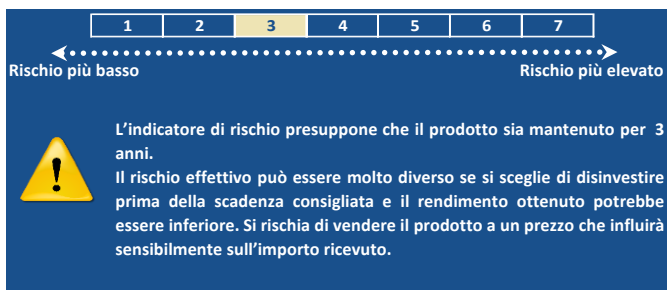 1 2 3 4 5 6 7
Rischio più basso Rischio più elevato
L’indicatore di rischio presuppone che il prodotto sia mantenuto per 3
anni.
Il rischio effettivo può essere molto diverso se si sceglie di disinvestire
prima della scadenza consigliata e il rendimento ottenuto potrebbe
essere inferiore. Si rischia di vendere il prodotto a un prezzo che influirà
sensibilmente sull’importo ricevuto.